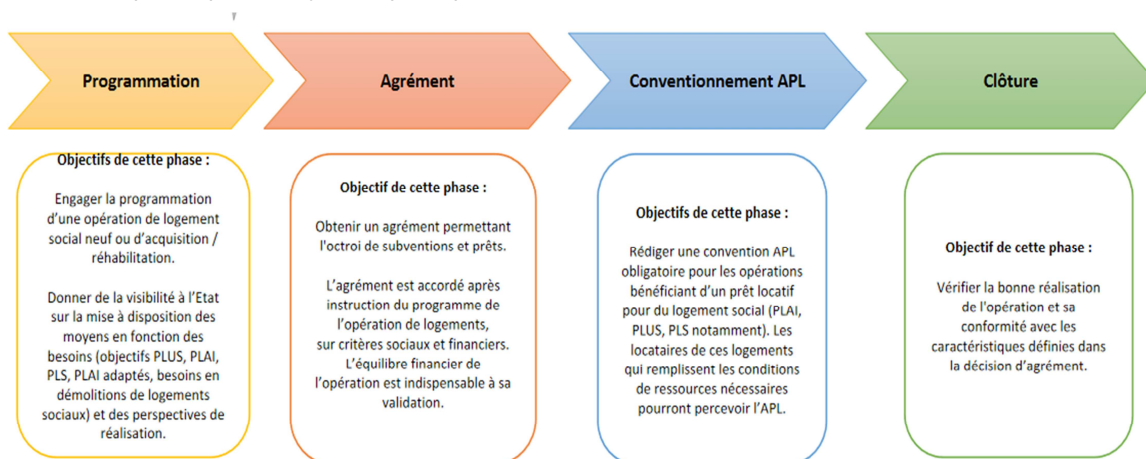 Programmation
Agrément
Conventionnement APL
Clôture
Objectifs de cette phase :
Engager la programmation
d'une opération de logement
social neuf ou d'acquisition /
réhabilitation.
Donner de la visibilité à l'Etat
sur la mise à disposition des
moyens en fonction des
besoins (objectifs PLUS, PLAI,
PLS, PLAI adaptés, besoins en
démolitions de logements
sociaux) et des perspectives de
réalisation.
Objectif de cette phase :
Obtenir un agrément permettant
l'octroi de subventions et prêts.
L'agrément est accordé après
instruction du programme de
l'opération de logements,
sur critères sociaux et financiers.
L'équilibre financier de
l'opération est indispensable à sa
validation.
Objectifs de cette phase :
Rédiger une convention APL
obligatoire pour les opérations
bénéficiant d'un prêt locatif
pour du logement social (PLAI,
PLUS, PLS notamment). Les
locataires de ces logements
qui remplissent les conditions
de ressources nécessaires
pourront percevoir l'APL.
Objectif de cette phase :
Vérifier la bonne réalisation
de l'opération et sa
conformité avec les
caractéristiques définies dans
la décision d'agrément.